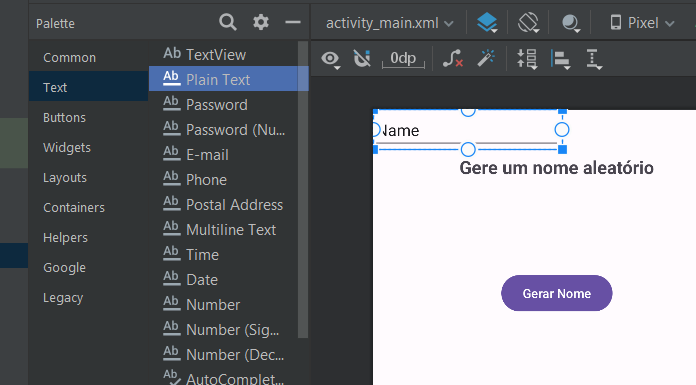 Palette
Common
Text
Buttons
Widgets
Layouts
Containers
Helpers
Google
Legacy
Ab TextView
Ab Plain Text
Ab Password
Ab Password (Nu...
Ab E-mail
Ab Phone
Ab Postal Address
Ab Multiline Text
Ab Time
Ab Date
Ab Number
Ab Number (Sig...
Ab Number (Dec...
Ab AutoComplet...
activity_main.xml
Pixel
0dp
Name
Gere um nome aleatório
Gerar Nome